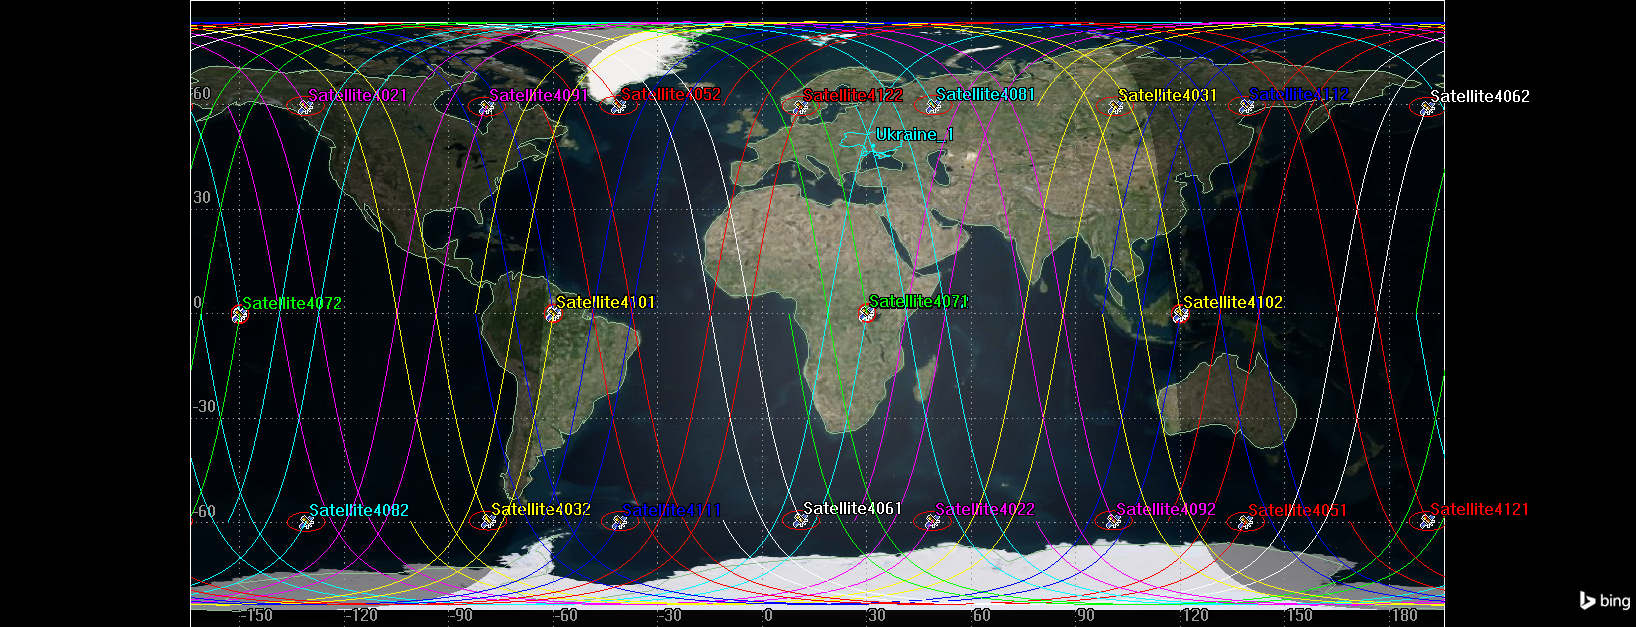 60
Satellite4021
Satellite4091
Satellite4052
Satellite4122
Satellite4081
Satellite4031
Satellite4112
Satellite4062
Ukraine_1
30
0
Satellite4072
Satellite4101
Satellite4071
Satellite4102
-30
-60
Satellite4082
Satellite4032
Satellite4111
Satellite4061
Satellite4022
Satellite4092
Satellite4051
Satellite4121
-150
-120
-90
-60
-30
0
30
60
90
120
150
180
bing